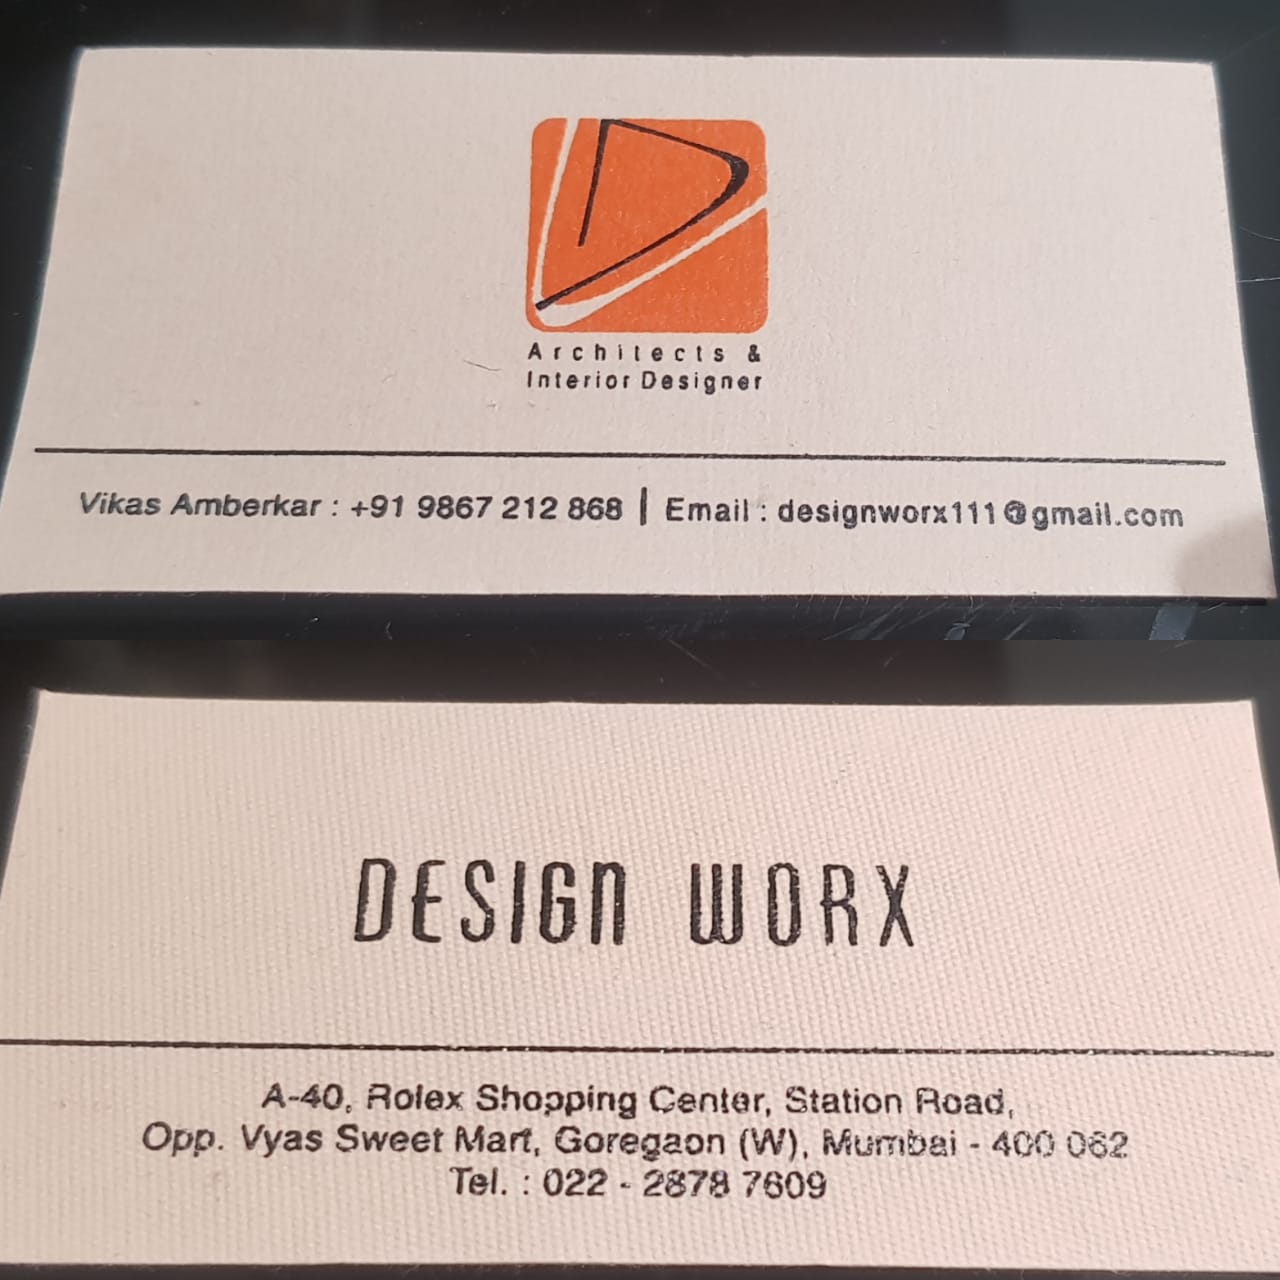 Architects &
Interior Designer
Vikas Amberkar : +91 9867 212 868 | Email : designworx111@gmail.com
DESIGN WORX
A-40, Rolex Shopping Center, Station Road,
Opp. Vyas Sweet Mart, Goregaon (W), Mumbai - 400 062
Tel. : 022 - 2878 7609